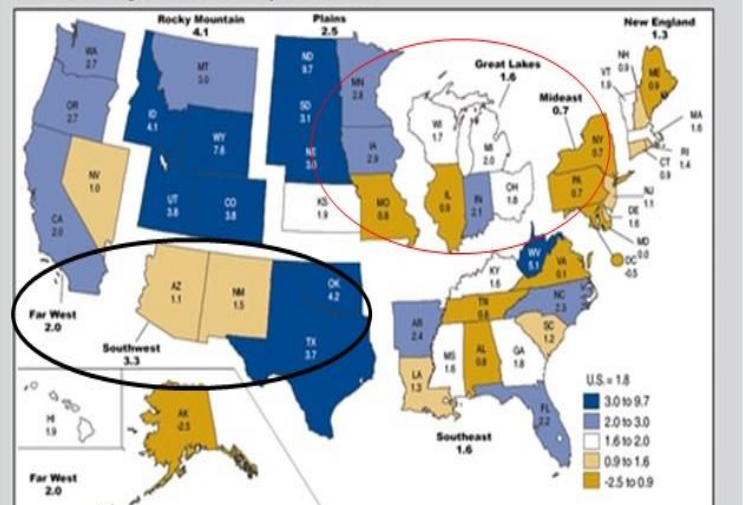 Rocky Mountain
4.1
Plains
2.5
New England
1.3
Great Lakes
1.6
Mideast
0.7
WA
2.7
OR
2.7
CA
2.0
NV
1.0
MT
3.0
ID
4.1
WY
7.6
UT
3.8
CO
3.8
ND
9.7
SD
3.1
NE
3.0
KS
1.9
MN
2.8
IA
2.9
MO
0.8
WI
1.7
MI
2.0
IL
0.9
IN
2.1
OH
1.8
NY
0.7
PA
0.7
NH
0.9
VT
1.9
ME
0.9
MA
1.6
RI
1.4
CT
0.9
NJ
1.1
DE
1.6
MD
0.0
DC
-0.5
WV
5.1
VA
0.1
KY
1.6
NC
2.3
TN
0.8
SC
1.2
AR
2.4
LA
1.3
MS
1.6
AL
0.8
GA
1.8
FL
2.2
Southeast
1.6
AZ
1.1
NM
1.5
OK
4.2
TX
3.7
Far West
2.0
Southwest
3.3
HI
1.9
AK
-2.5
Far West
2.0
U.S. = 1.8
3.0 to 9.7
2.0 to 3.0
1.6 to 2.0
0.9 to 1.6
-2.5 to 0.9